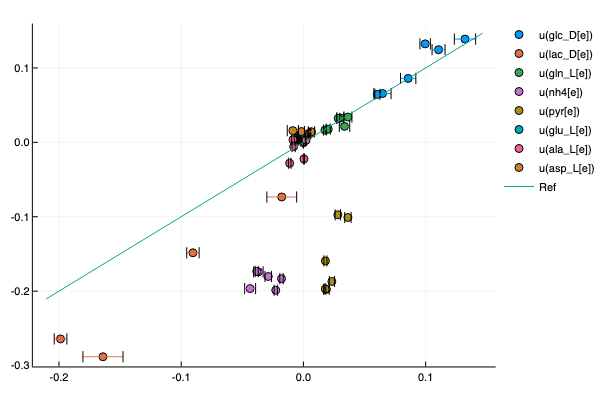 0.1
0.0
-0.1
-0.2
-0.3
-0.2
-0.1
0.0
0.1
u(glc_D[e])
u(lac_D[e])
u(gln_L[e])
u(nh4[e])
u(pyr[e])
u(glu_L[e])
u(ala_L[e])
u(asp_L[e])
Ref